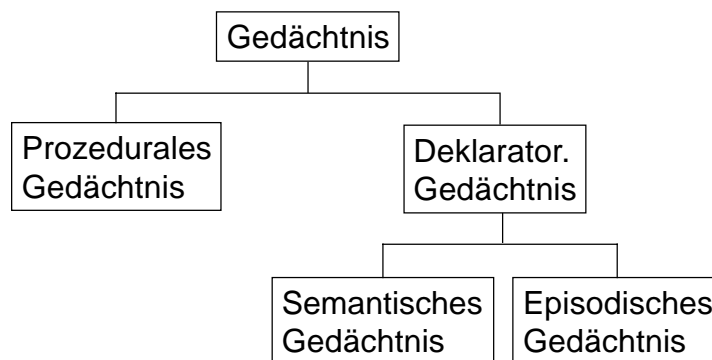 Gedächtnis
Prozedurales
Gedächtnis
Deklarator.
Gedächtnis
Semantisches
Gedächtnis
Episodisches
Gedächtnis